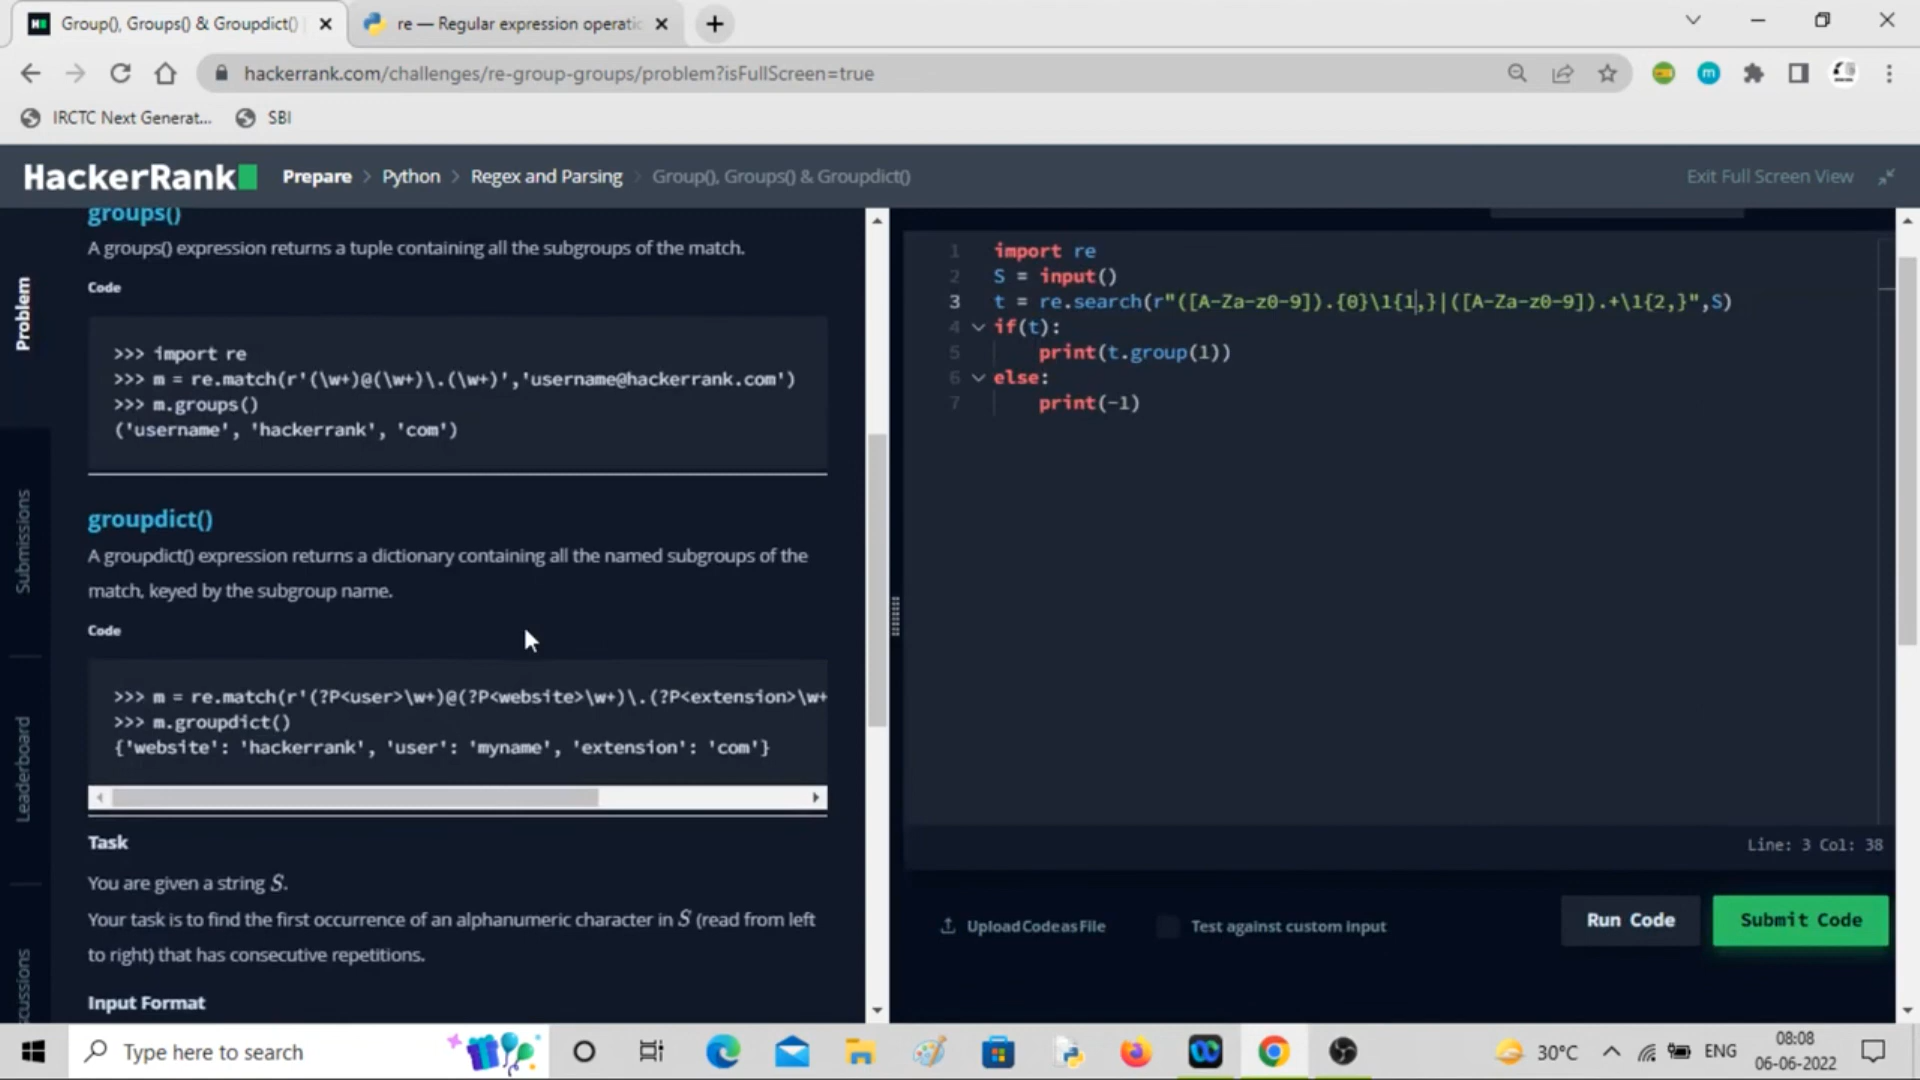 Group(), Groups() & Groupdict()
re — Regular expression operatic
hackerrank.com/challenges/re-group-groups/problem?isFullScreen=true
m
IRCTC Next Generat...
SBI
HackerRank
Prepare > Python > Regex and Parsing > Group(), Groups() & Groupdict()
Exit Full Screen View
Problem
Submissions
Leaderboard
cussions
groups()
A groups() expression returns a tuple containing all the subgroups of the match.
Code
>>> import re
>>> m = re.match(r'(\w+)@(\w+)\.(\w+)','username@hackerrank.com')
>>> m.groups()
('username', 'hackerrank', 'com')
groupdict()
A groupdict() expression returns a dictionary containing all the named subgroups of the
match, keyed by the subgroup name.
Code
>>> m = re.match(r'(?P<user>\w+)@(?P<website>\w+)\.(?P<extension>\w+
>>> m.groupdict()
{'website': 'hackerrank', 'user': 'myname', 'extension': 'com'}
Task
You are given a string S.
Your task is to find the first occurrence of an alphanumeric character in S (read from left
to right) that has consecutive repetitions.
Input Format
1 import re
2 S = input()
3 t = re.search(r"([A-Za-z0-9]).{0}\1{1,}|([A-Za-z0-9]).+\1{2,}",S)
4 if(t):
5 print(t.group(1))
6 else:
7 print(-1)
Line: 3 Col: 38
Upload Code as File
Test against custom input
Run Code
Submit Code
Type here to search
30°C
ENG
08:08
06-06-2022